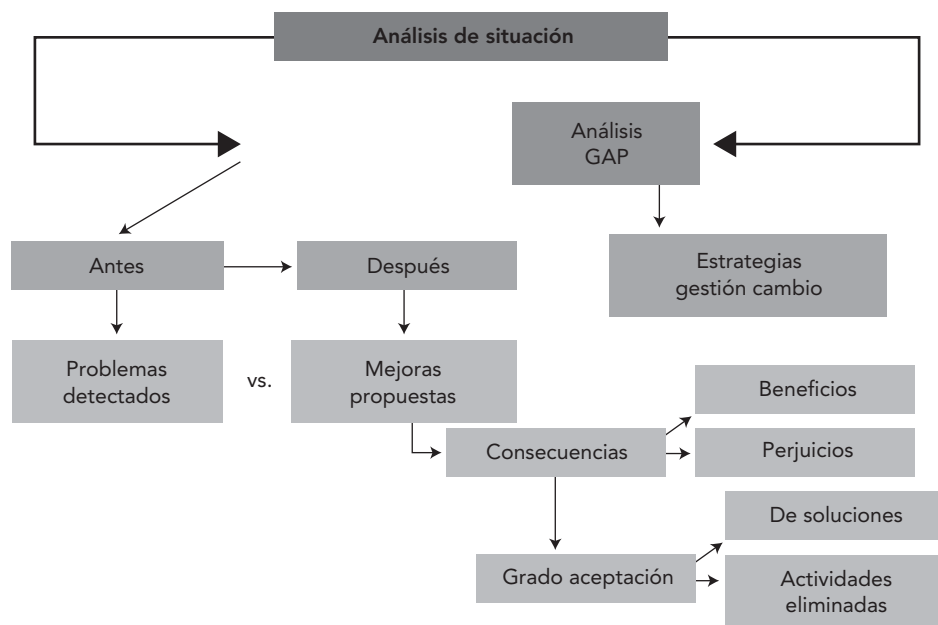 Análisis de situación
Análisis
GAP
Antes
Después
Estrategias
gestión cambio
Problemas
detectados
vs.
Mejoras
propuestas
Beneficios
Consecuencias
Perjuicios
De soluciones
Grado aceptación
Actividades
eliminadas